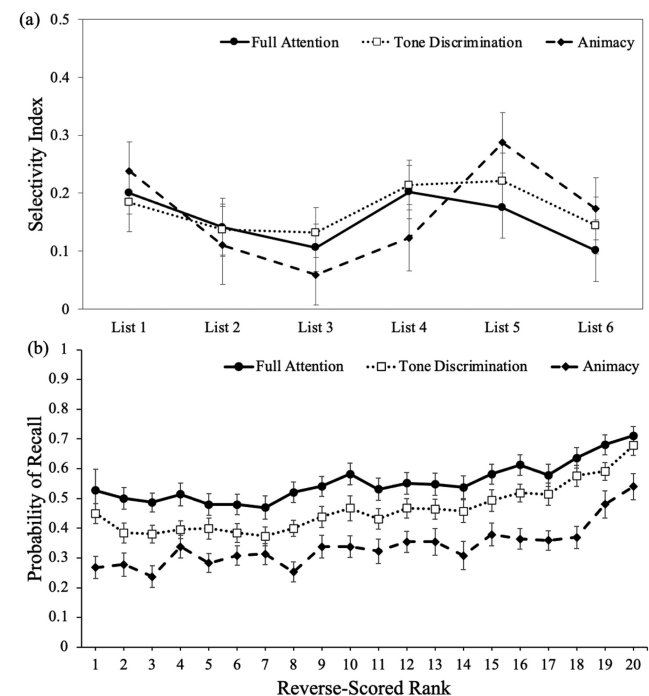 (a)
0.5
Full Attention Tone Discrimination Animacy
0.4
0.3
0.2
0.1
0
Selectivity Index
List 1 List 2 List 3 List 4 List 5 List 6
(b)
1
Full Attention Tone Discrimination Animacy
0.9
0.8
0.7
0.6
0.5
0.4
0.3
0.2
0.1
0
Probability of Recall
1 2 3 4 5 6 7 8 9 10 11 12 13 14 15 16 17 18 19 20
Reverse-Scored Rank